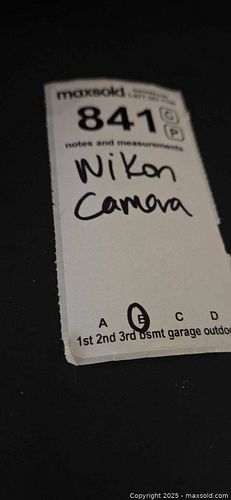 maxsold
841 C
P
notes and measurements
Nikon
Camera
A B C D
1st 2nd 3rd bsmt garage outdo
Copyright © 2025 - maxsold.com